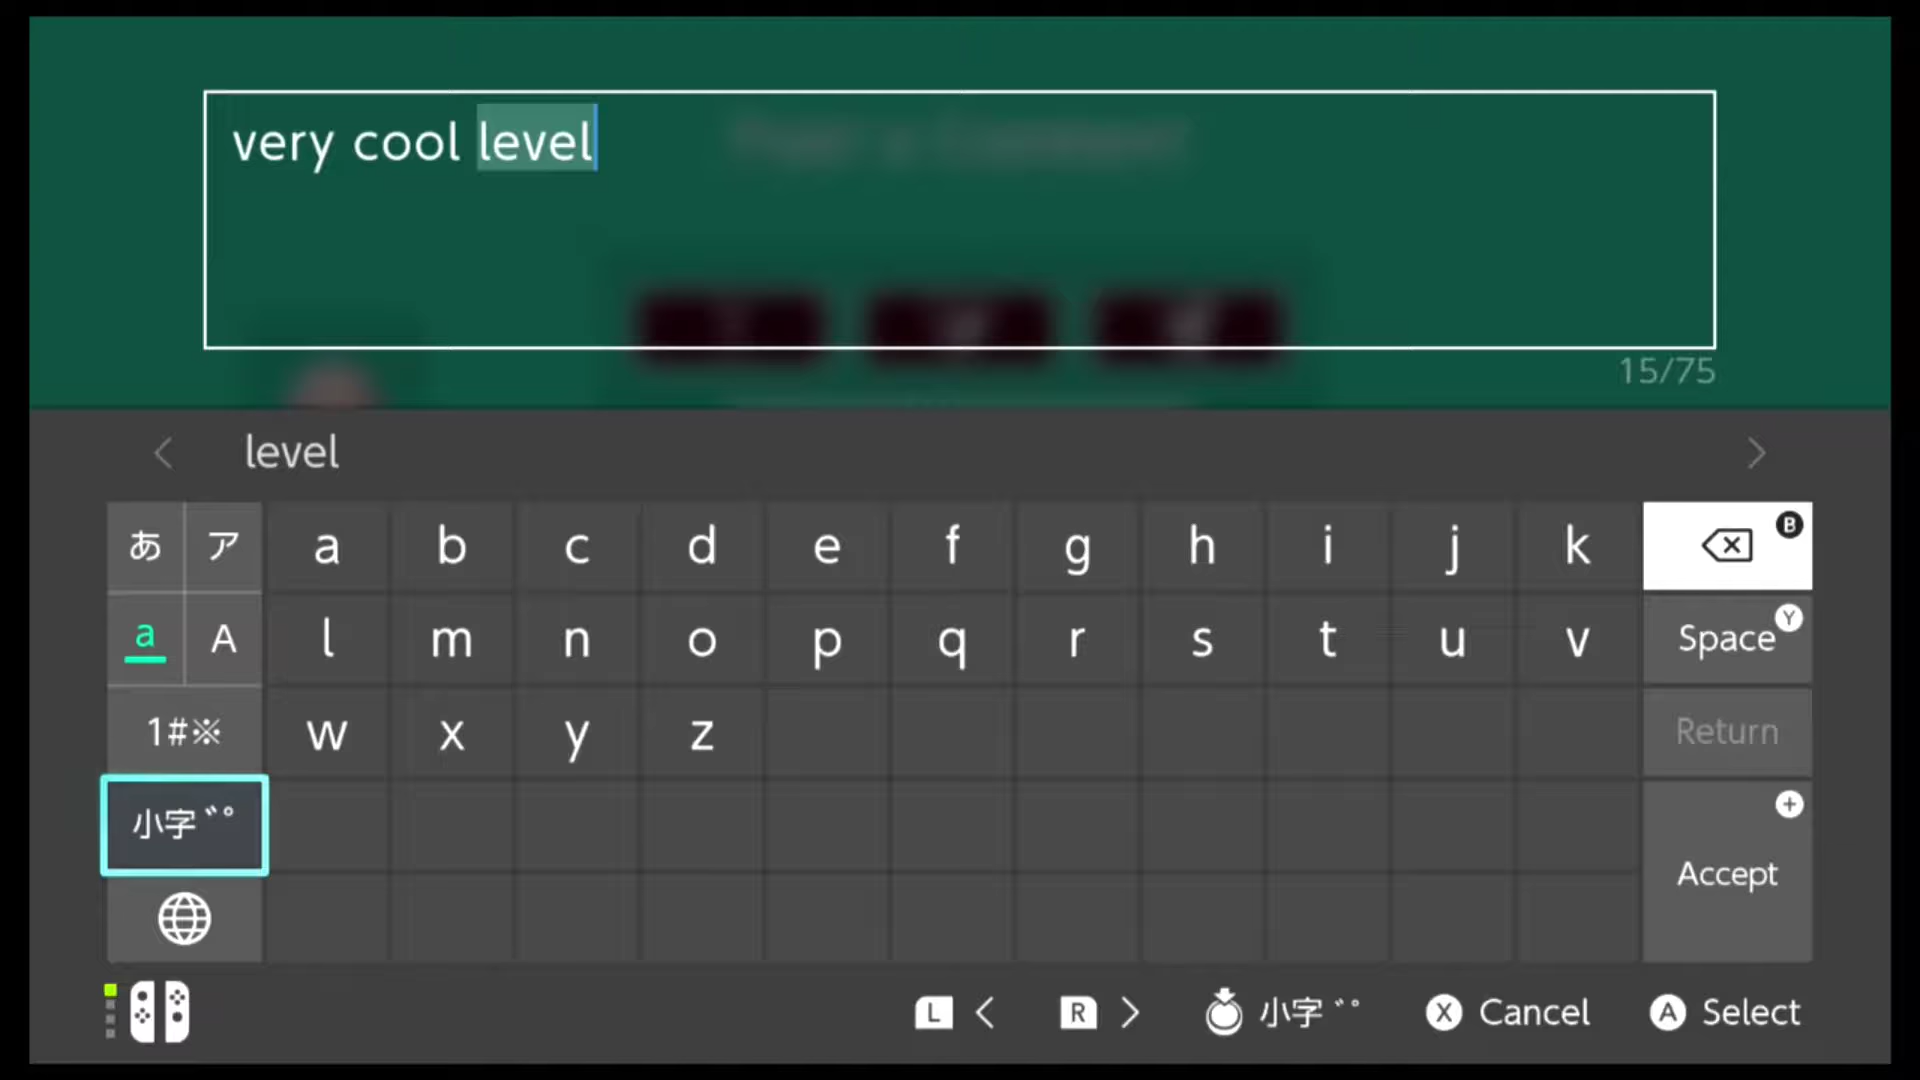 very cool level
15/75
< level >
あ ア a b c d e f g h i j k B
a A l m n o p q r s t u v Space Y
1#※ w x y z Return
小字゛゜ +
Accept
L < R > 小字゛゜ X Cancel A Select